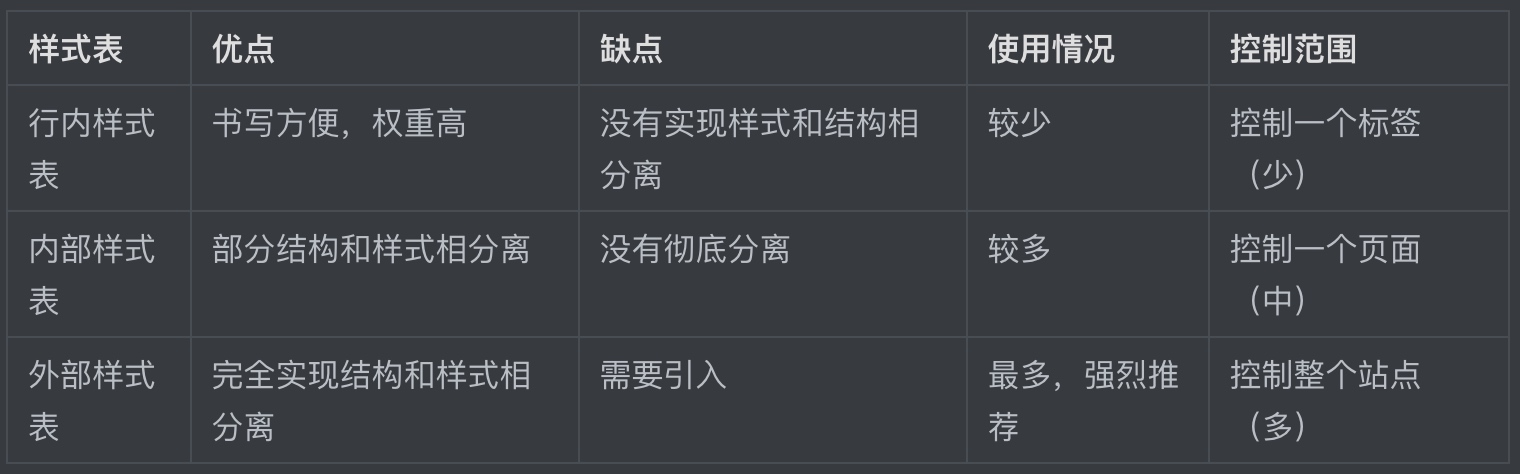 样式表 优点 缺点 使用情况 控制范围
行内样式 书写方便，权重高 没有实现样式和结构相 较少 控制一个标签
表 分离 （少）
内部样式 部分结构和样式相分离 没有彻底分离 较多 控制一个页面
表 （中）
外部样式 完全实现结构和样式相 需要引入 最多，强烈推 控制整个站点
表 分离 荐 （多）